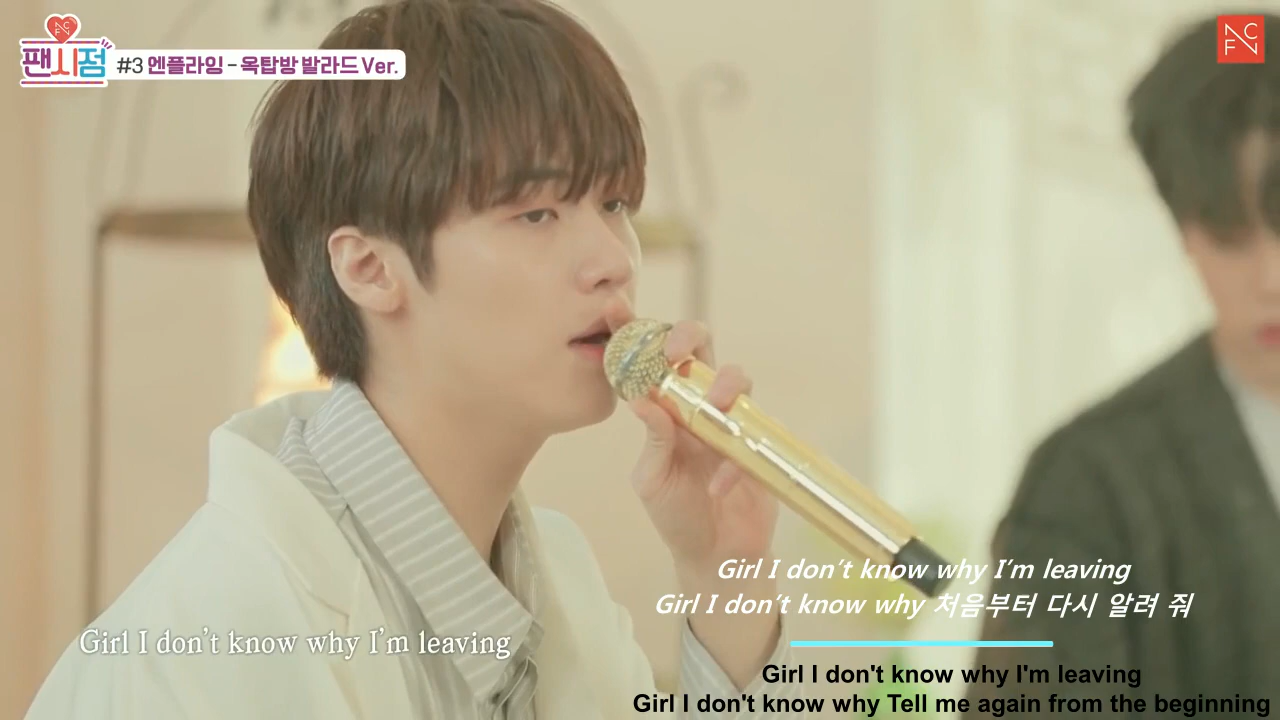 팬시점
#3 엔플라잉 - 옥탑방 발라드 Ver.
NCFN
Girl I don't know why I'm leaving
Girl I don't know why I'm leaving
Girl I don't know why 처음부터 다시 알려 줘
Girl I don't know why I'm leaving
Girl I don't know why Tell me again from the beginning